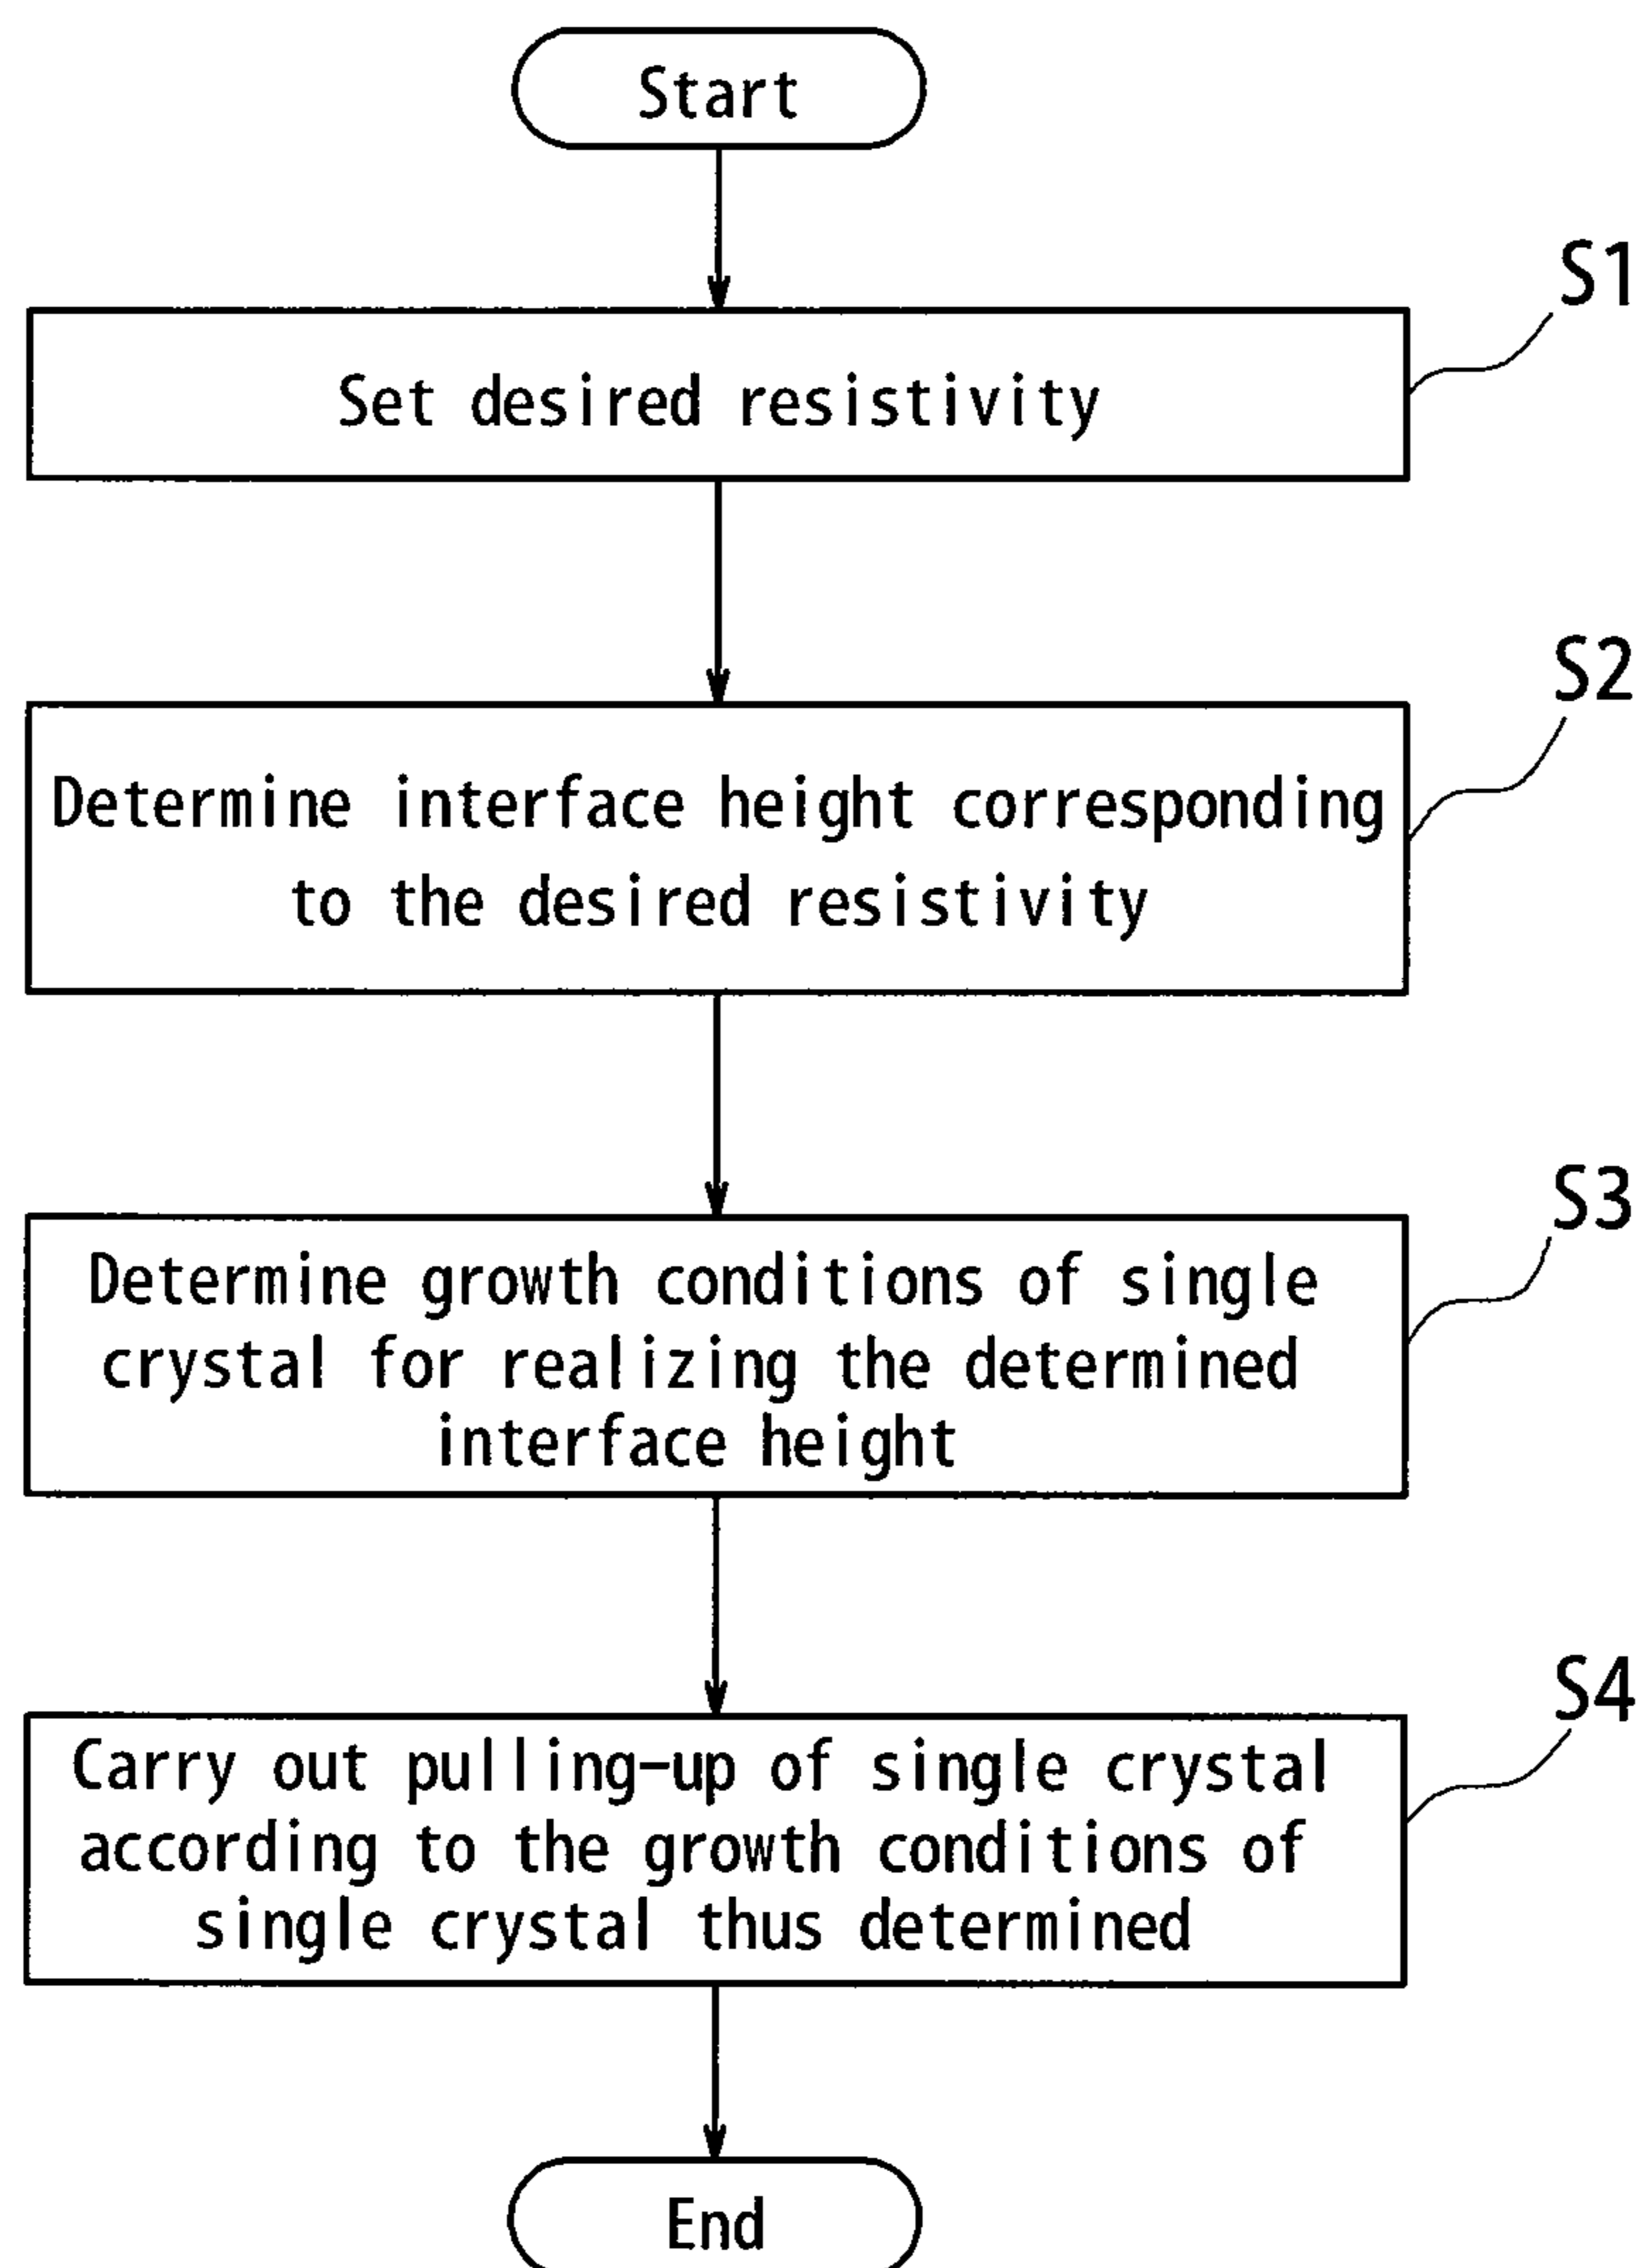 Start
S1
Set desired resistivity
S2
Determine interface height corresponding
to the desired resistivity
S3
Determine growth conditions of single
crystal for realizing the determined
interface height
S4
Carry out pulling-up of single crystal
according to the growth conditions of
single crystal thus determined
End